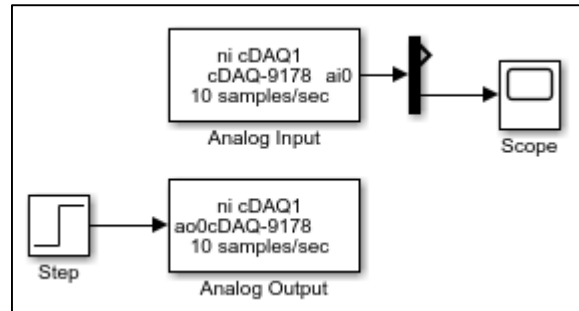 ni cDAQ1
cDAQ-9178 ai0
10 samples/sec
Analog Input
Scope
ni cDAQ1
ao0cDAQ-9178
10 samples/sec
Step
Analog Output